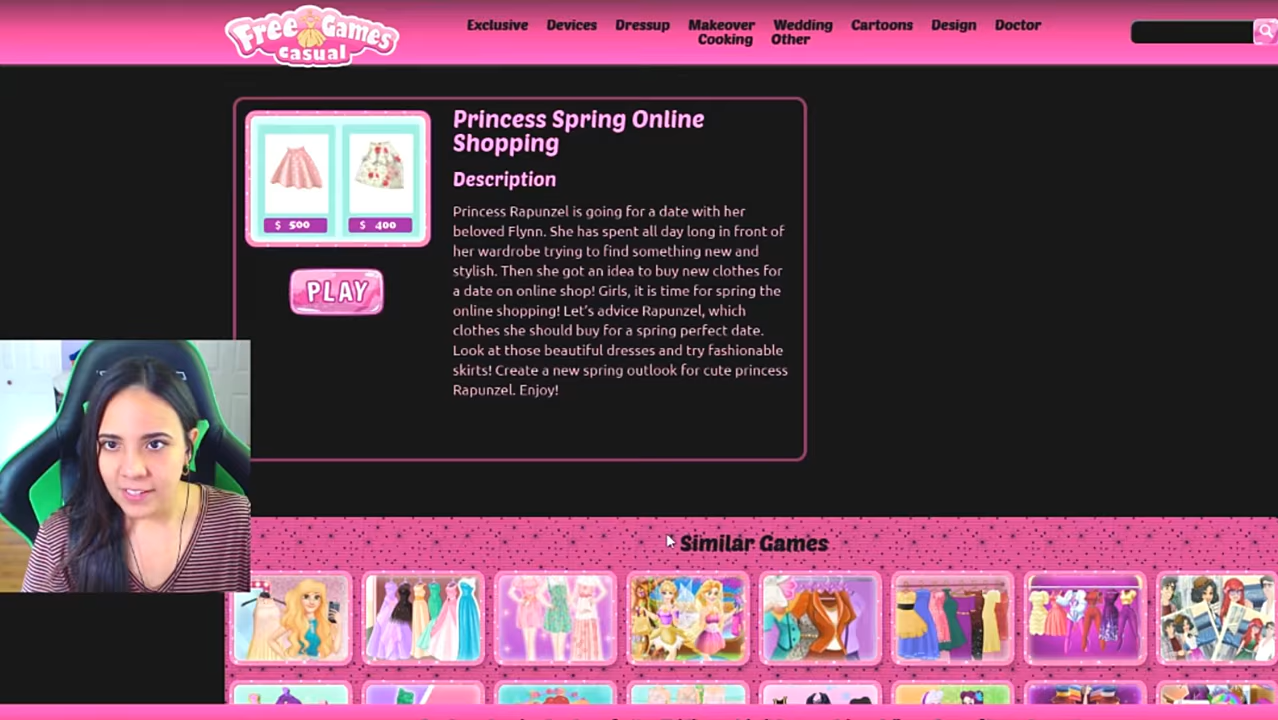 Free Games
casual
Exclusive Devices Dressup Makeover Wedding Cartoons Design Doctor
Cooking Other
Princess Spring Online
Shopping
Description
$ 500
$ 400
PLAY
Princess Rapunzel is going for a date with her
beloved Flynn. She has spent all day long in front of
her wardrobe trying to find something new and
stylish. Then she got an idea to buy new clothes for
a date on online shop! Girls, it is time for spring the
online shopping! Let's advice Rapunzel, which
clothes she should buy for a spring perfect date.
Look at those beautiful dresses and try fashionable
skirts! Create a new spring outlook for cute princess
Rapunzel. Enjoy!
Similar Games